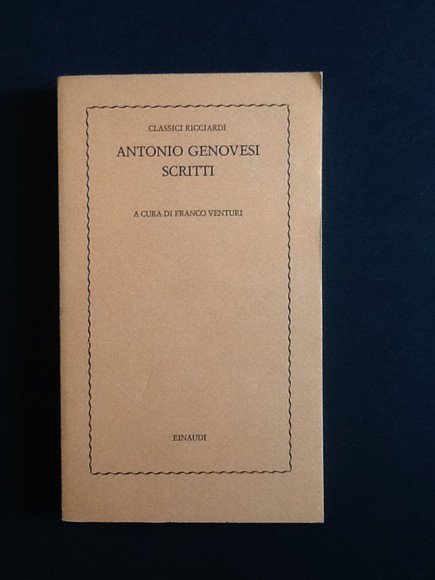 CLASSICI RICCIARDI
ANTONIO GENOVESI
SCRITTI
A CURA DI FRANCO VENTURI
EINAUDI